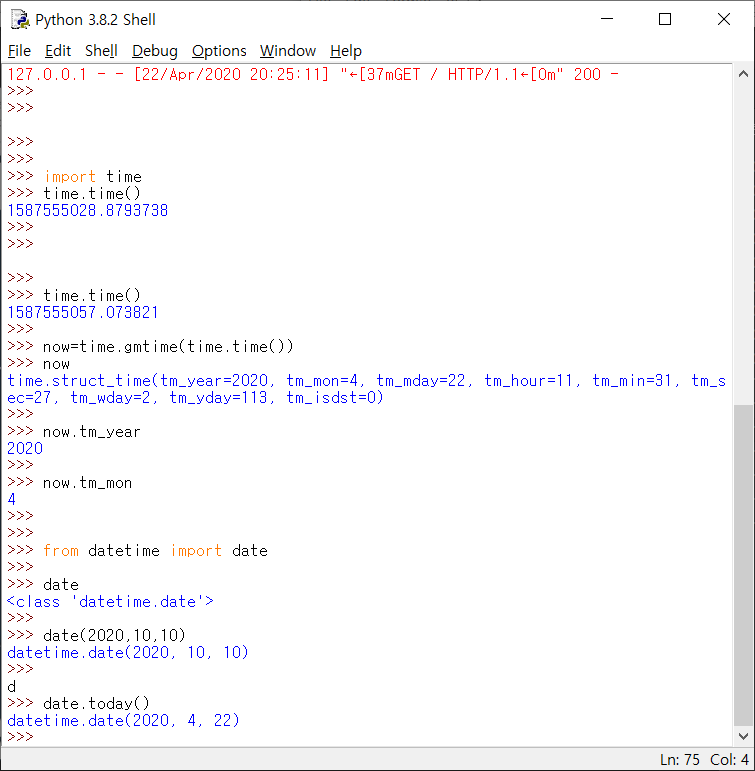 Python 3.8.2 Shell
File Edit Shell Debug Options Window Help
127.0.0.1 - - [22/Apr/2020 20:25:11] "←[37mGET / HTTP/1.1←[0m" 200 -
>>>
>>>
>>>
>>>
>>> import time
>>> time.time()
1587555028.8793738
>>>
>>>
>>>
>>> time.time()
1587555057.073821
>>>
>>> now=time.gmtime(time.time())
>>> now
time.struct_time(tm_year=2020, tm_mon=4, tm_mday=22, tm_hour=11, tm_min=31, tm_s
ec=27, tm_wday=2, tm_yday=113, tm_isdst=0)
>>>
>>> now.tm_year
2020
>>>
>>> now.tm_mon
4
>>>
>>>
>>> from datetime import date
>>>
>>> date
<class 'datetime.date'>
>>>
>>> date(2020,10,10)
datetime.date(2020, 10, 10)
>>>
d
>>> date.today()
datetime.date(2020, 4, 22)
>>>
Ln: 75 Col: 4